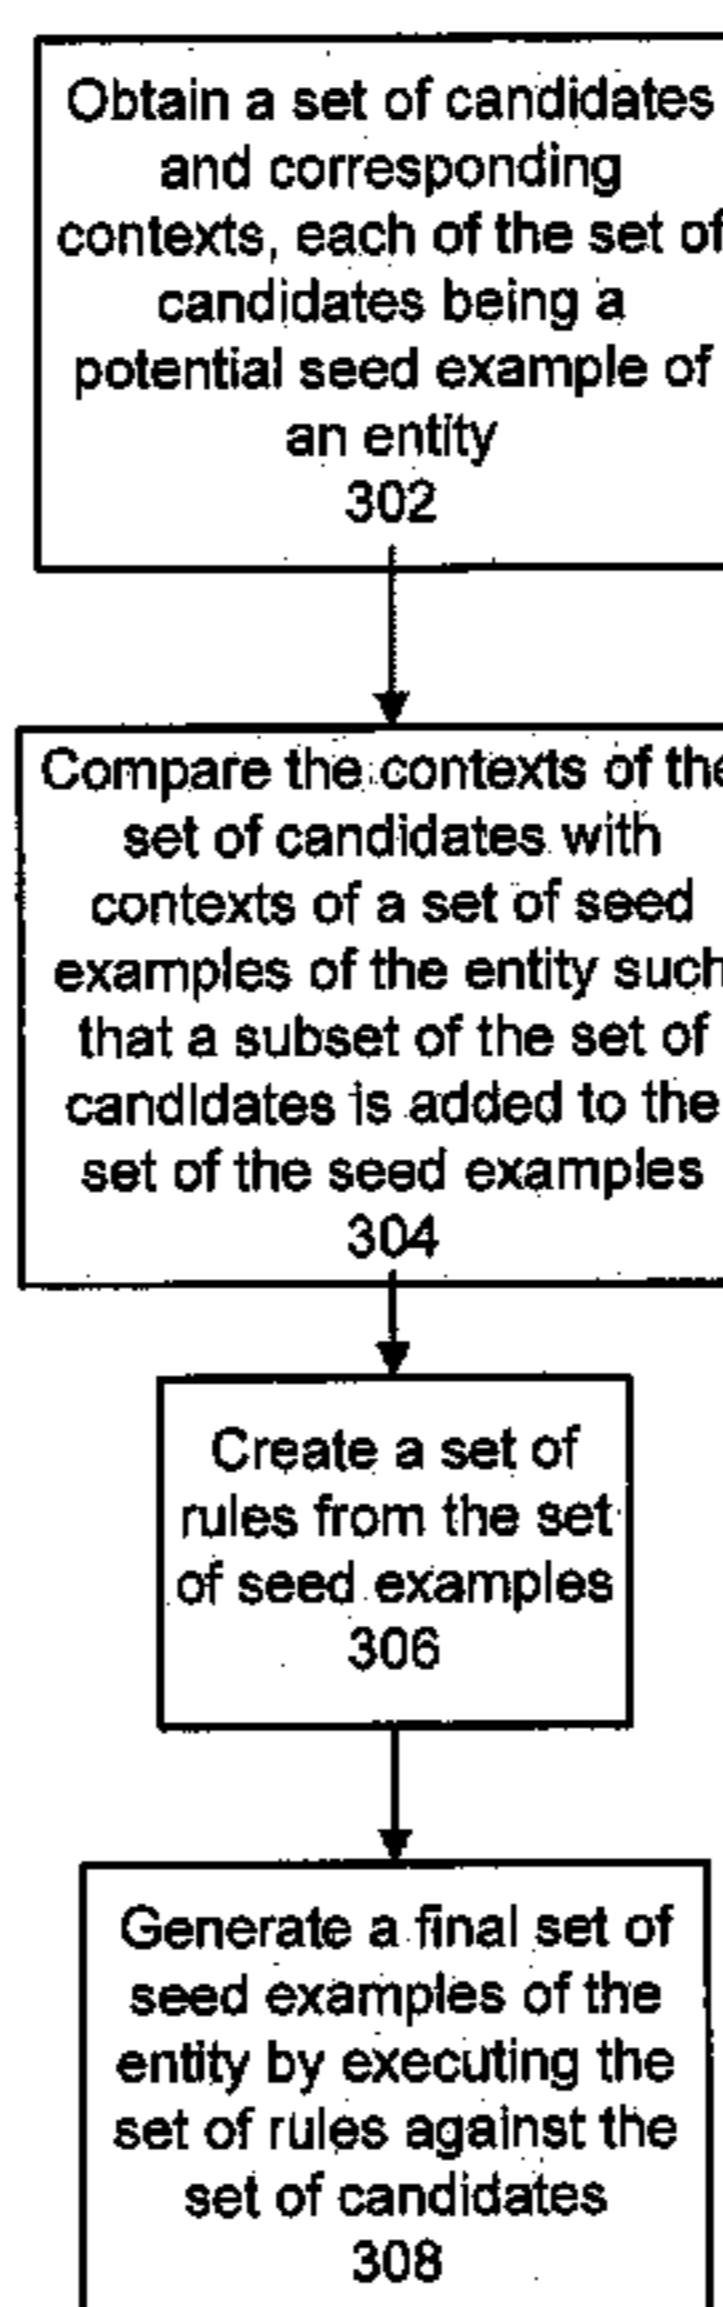 Obtain a set of candidates
and corresponding
contexts, each of the set of
candidates being a
potential seed example of
an entity
302
Compare the contexts of the
set of candidates with
contexts of a set of seed
examples of the entity such
that a subset of the set of
candidates is added to the
set of the seed examples
304
Create a set of
rules from the set
of seed examples
306
Generate a final set of
seed examples of the
entity by executing the
set of rules against the
set of candidates
308